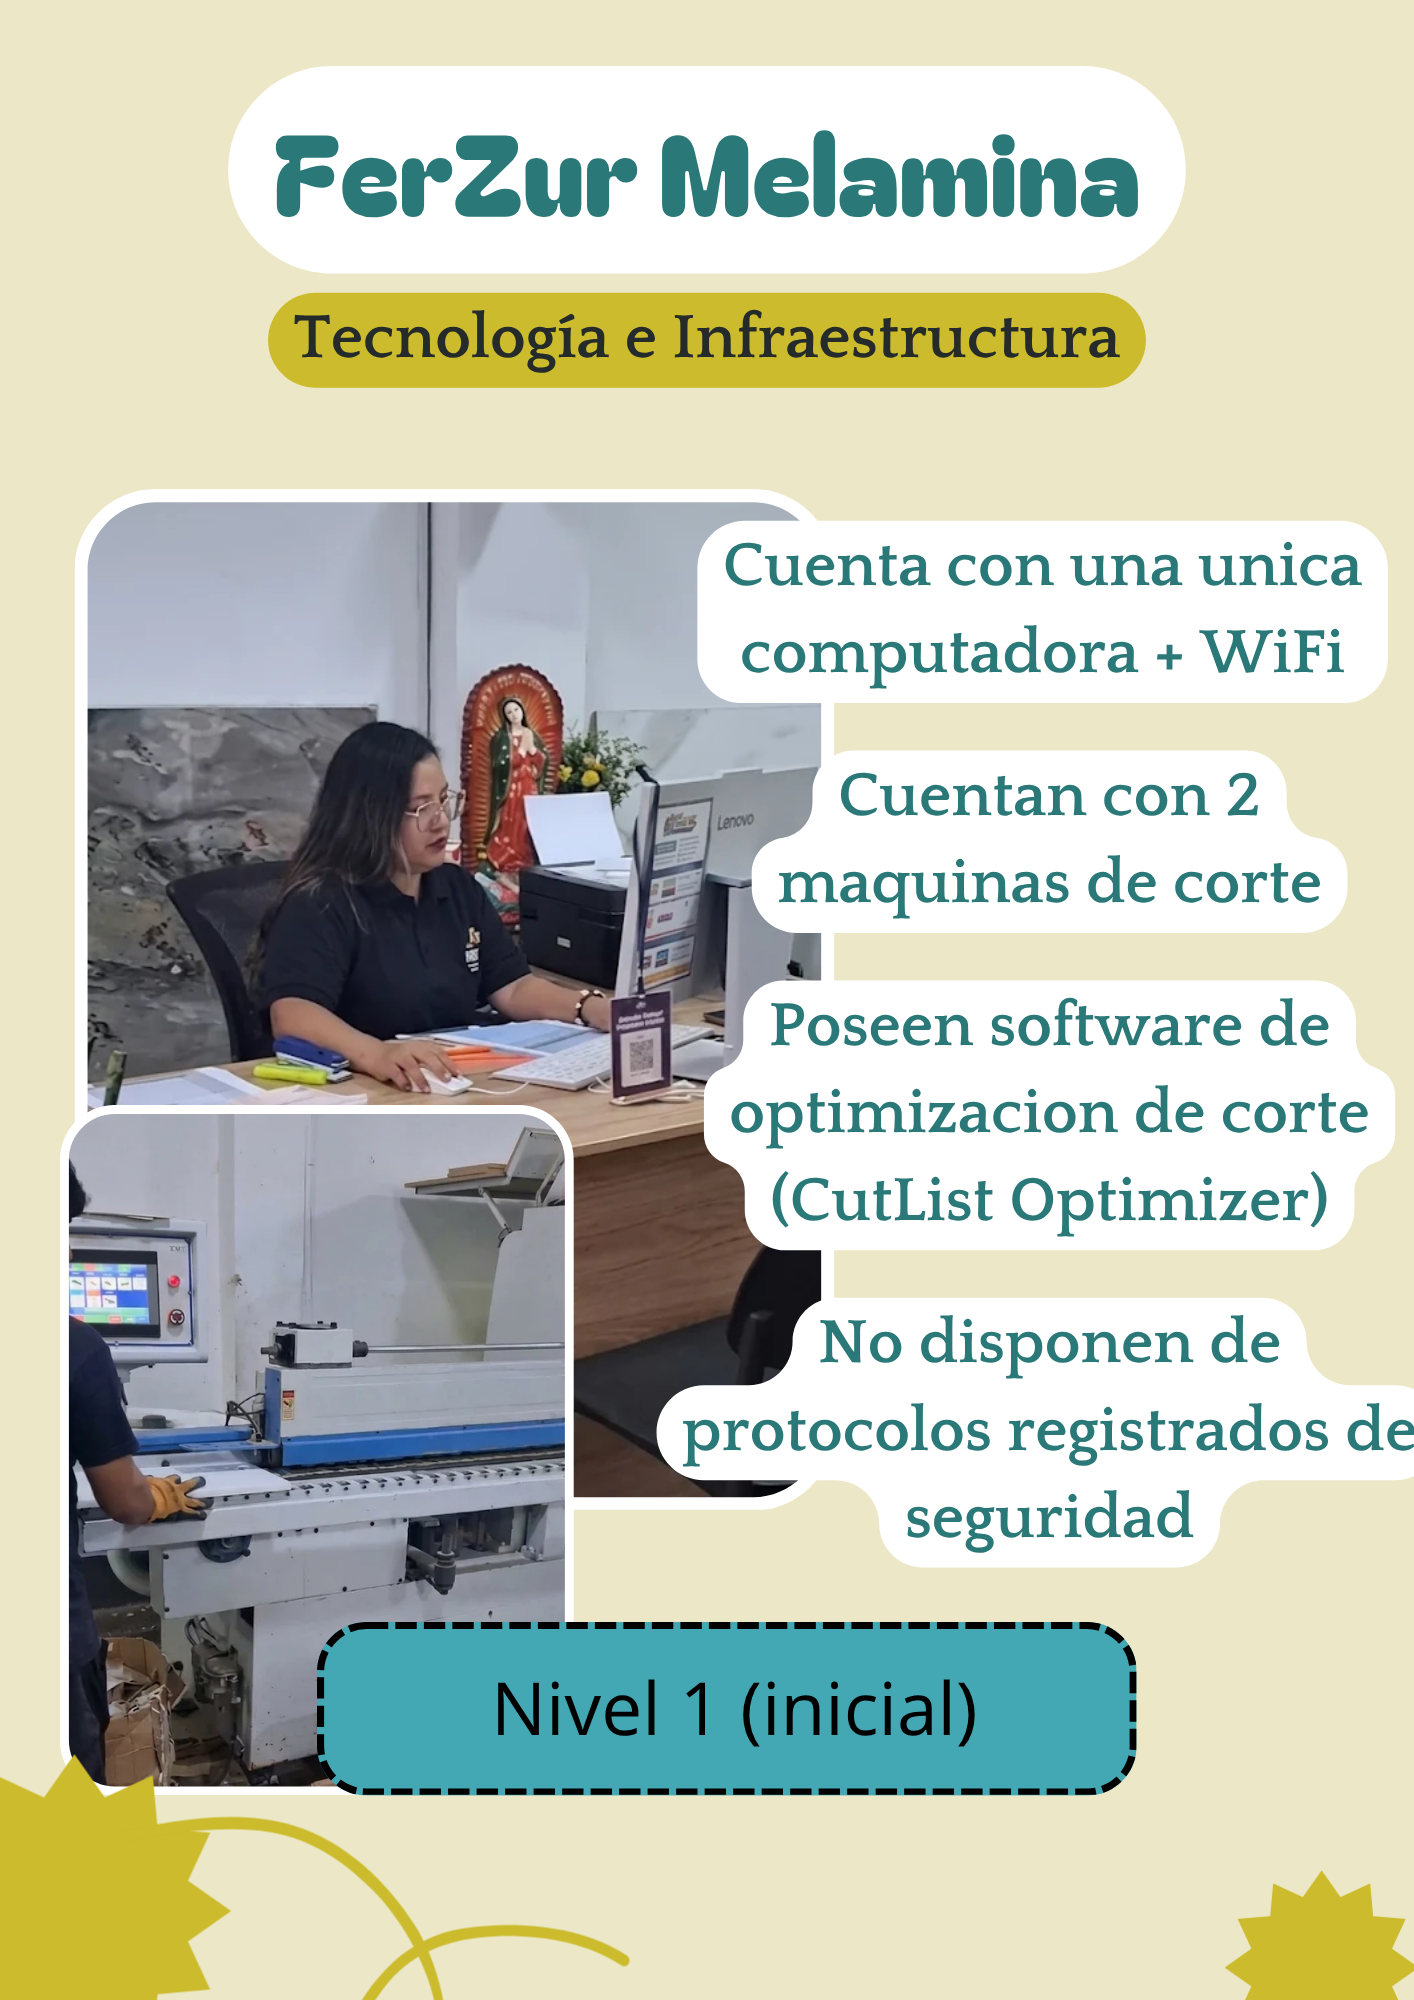 FerZur Melamina
Tecnología e Infraestructura
Cuenta con una unica
computadora + WiFi
Cuentan con 2
maquinas de corte
Lenovo
Poseen software de
optimizacion de corte
(CutList Optimizer)
No disponen de
protocolos registrados de
seguridad
Nivel 1 (inicial)